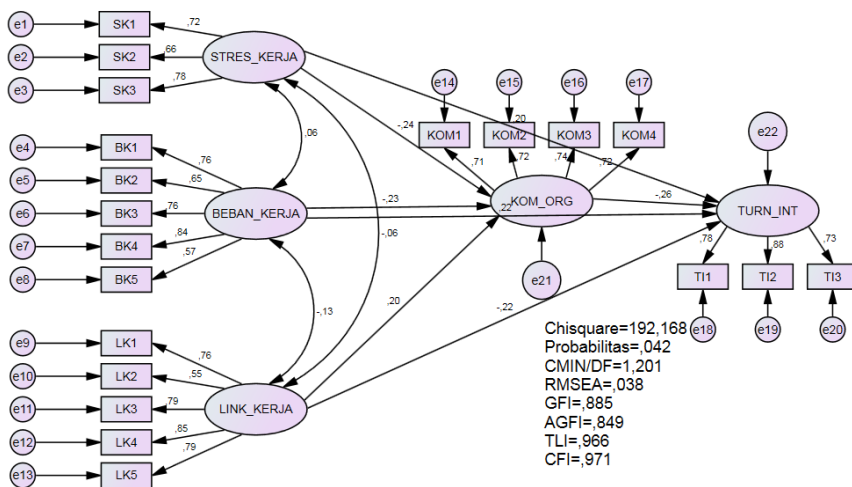 e1
SK1
,72
e2
SK2
,66
STRES_KERJA
e3
SK3
,78
e14
e15
e16
e17
KOM1
KOM2
KOM3
KOM4
,20
-,24
,71
,72
,74
,72
e22
,06
e4
BK1
,76
e5
BK2
,65
e6
BK3
,76
BEBAN_KERJA
e7
BK4
,84
e8
BK5
,57
-,23
,22
KOM_ORG
-,26
TURN_INT
-,06
e21
,78
,88
,73
TI1
TI2
TI3
e18
e19
e20
-,13
,20
-,22
e9
LK1
,76
e10
LK2
,55
e11
LK3
,79
LINK_KERJA
e12
LK4
,85
e13
LK5
,79
Chisquare=192,168
Probabilitas=,042
CMIN/DF=1,201
RMSEA=,038
GFI=,885
AGFI=,849
TLI=,966
CFI=,971